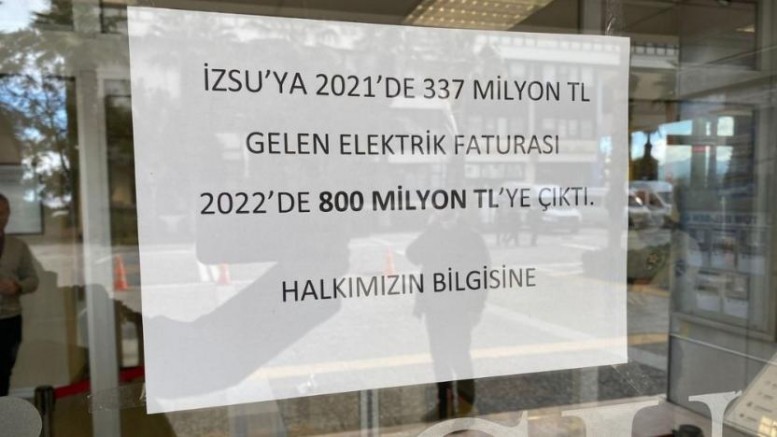 İZSU'YA 2021'DE 337 MİLYON TL
GELEN ELEKTRİK FATURASI
2022'DE 800 MİLYON TL'YE ÇIKTI.
HALKIMIZIN BİLGİSİNE